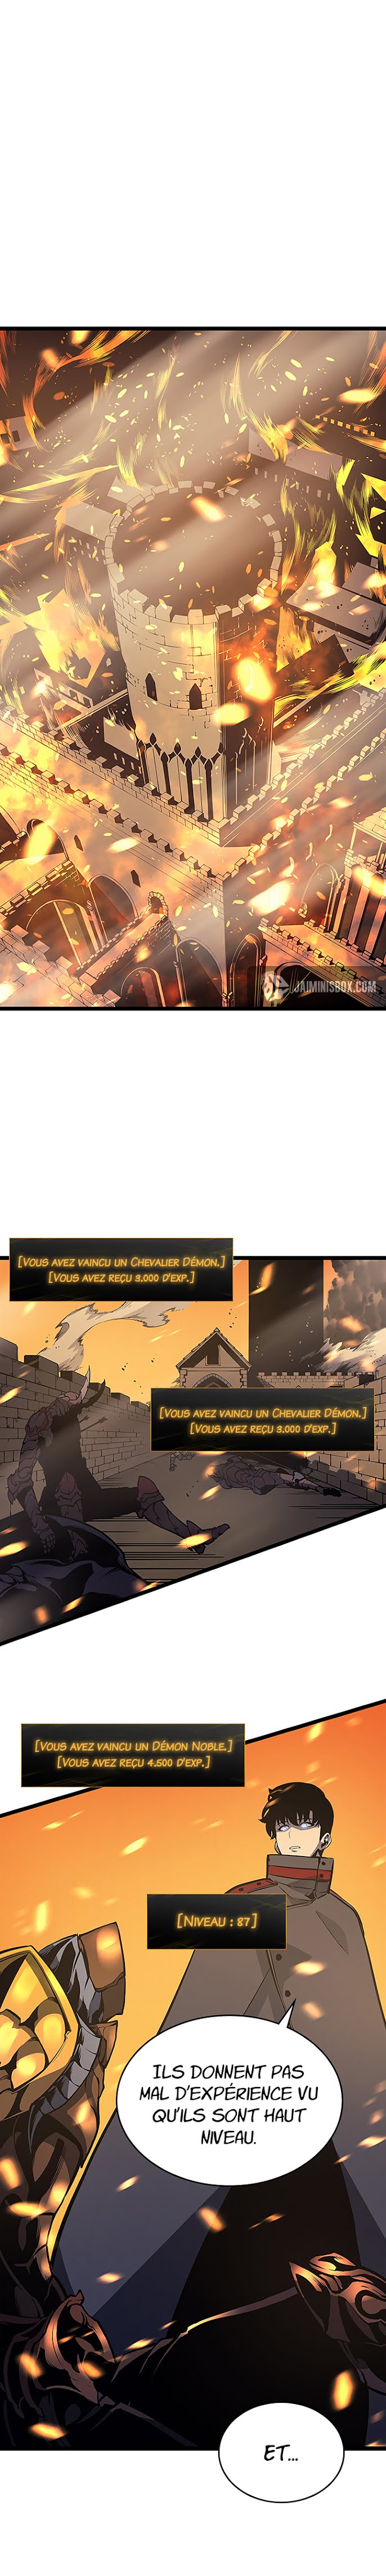 JAIMINISBOX.COM
[Vous avez vaincu un Chevalier Démon.]
[Vous avez reçu 3.000 d'exp.]
[Vous avez vaincu un Chevalier Démon.]
[Vous avez reçu 3.000 d'exp.]
[Vous avez vaincu un Démon Noble.]
[Vous avez reçu 4.500 d'exp.]
[Niveau : 87]
ILS DONNENT PAS
MAL D'EXPÉRIENCE VU
QU'ILS SONT HAUT
NIVEAU.
ET...